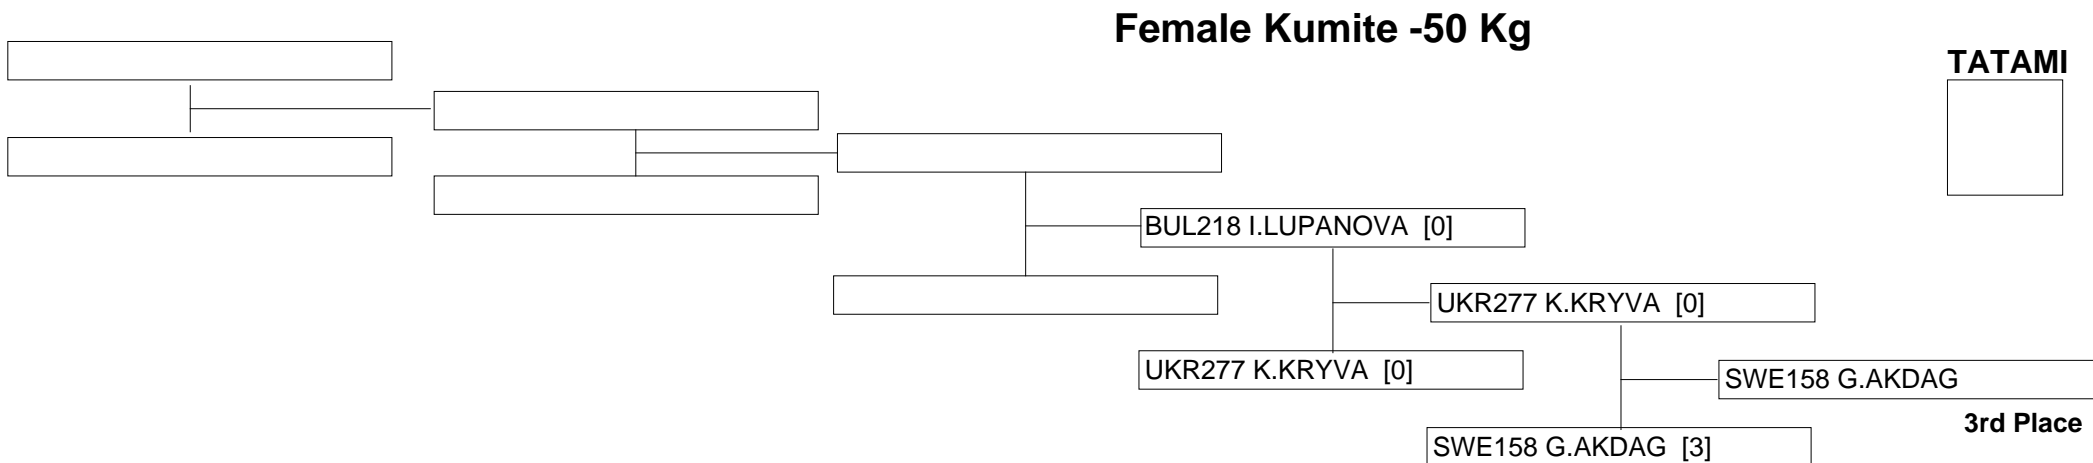 Female Kumite -50 Kg
TATAMI
BUL218 I.LUPANOVA [0]
UKR277 K.KRYVA [0]
UKR277 K.KRYVA [0]
SWE158 G.AKDAG
3rd Place
SWE158 G.AKDAG [3]